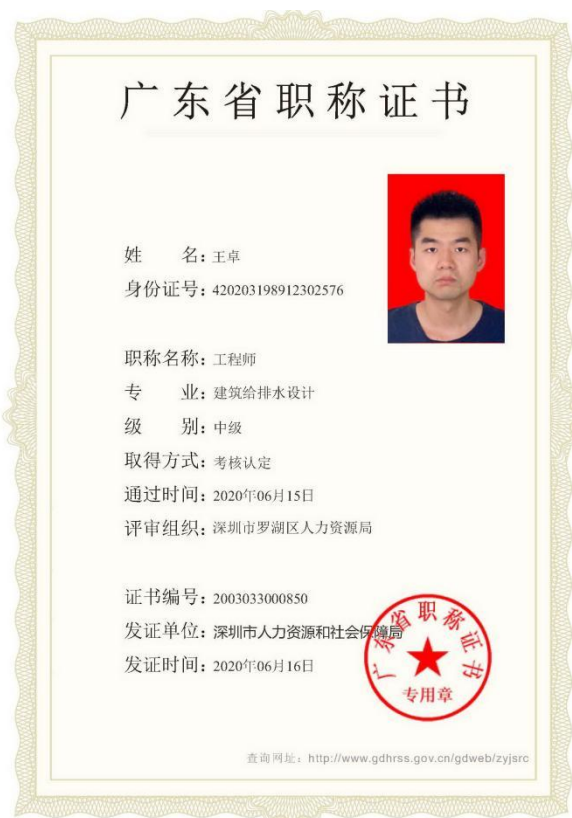 广东省职称证书
姓 名：王卓
身份证号：420203198912302576
职称名称：工程师
专 业：建筑给排水设计
级 别：中级
取得方式：考核认定
通过时间：2020年06月15日
评审组织：深圳市罗湖区人力资源局
证书编号：2003033000850
发证单位：深圳市人力资源和社会保障局
发证时间：2020年06月16日
广东省职称证书
专用章
查询网址：http://www.gdhrss.gov.cn/gdweb/zyjsrc